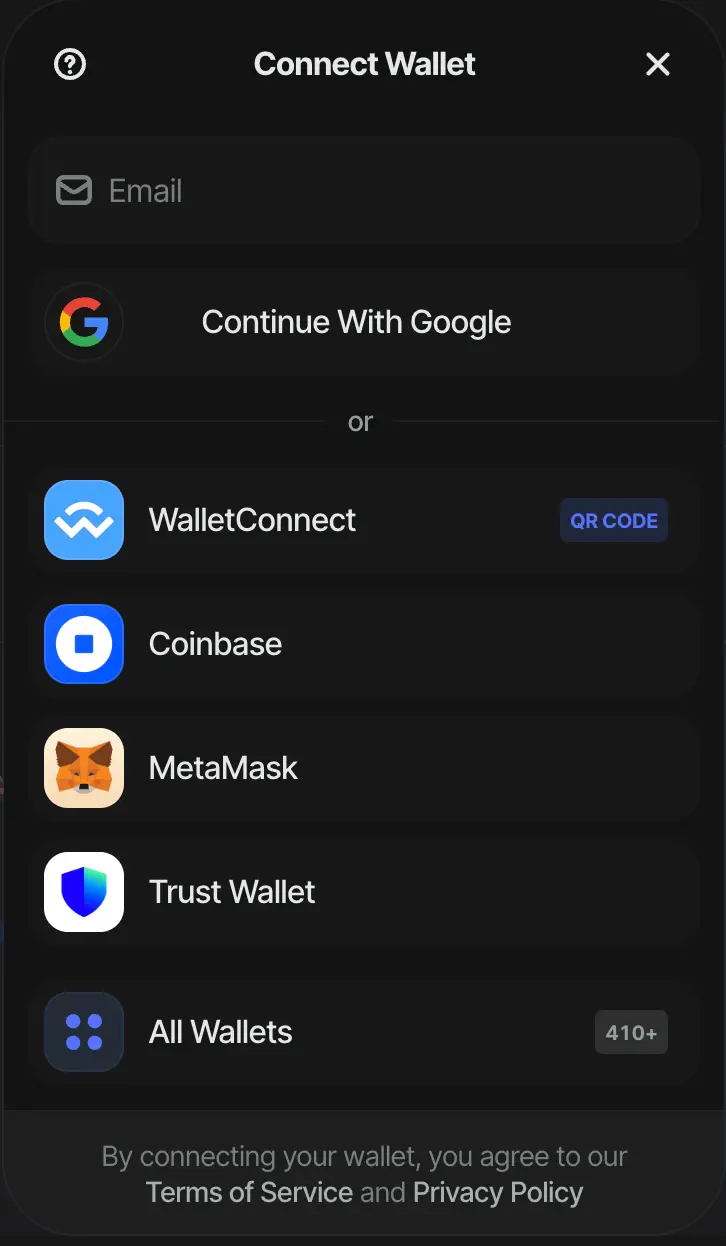 Connect Wallet
Email
Continue With Google
or
WalletConnect QR CODE
Coinbase
MetaMask
Trust Wallet
All Wallets 410+
By connecting your wallet, you agree to our
Terms of Service and Privacy Policy